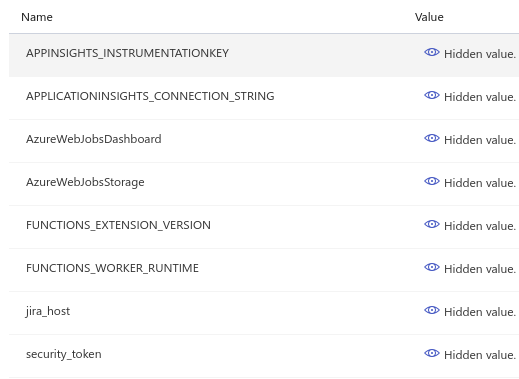 Name Value
APPINSIGHTS_INSTRUMENTATIONKEY Hidden value.
APPLICATIONINSIGHTS_CONNECTION_STRING Hidden value.
AzureWebJobsDashboard Hidden value.
AzureWebJobsStorage Hidden value.
FUNCTIONS_EXTENSION_VERSION Hidden value.
FUNCTIONS_WORKER_RUNTIME Hidden value.
jira_host Hidden value.
security_token Hidden value.